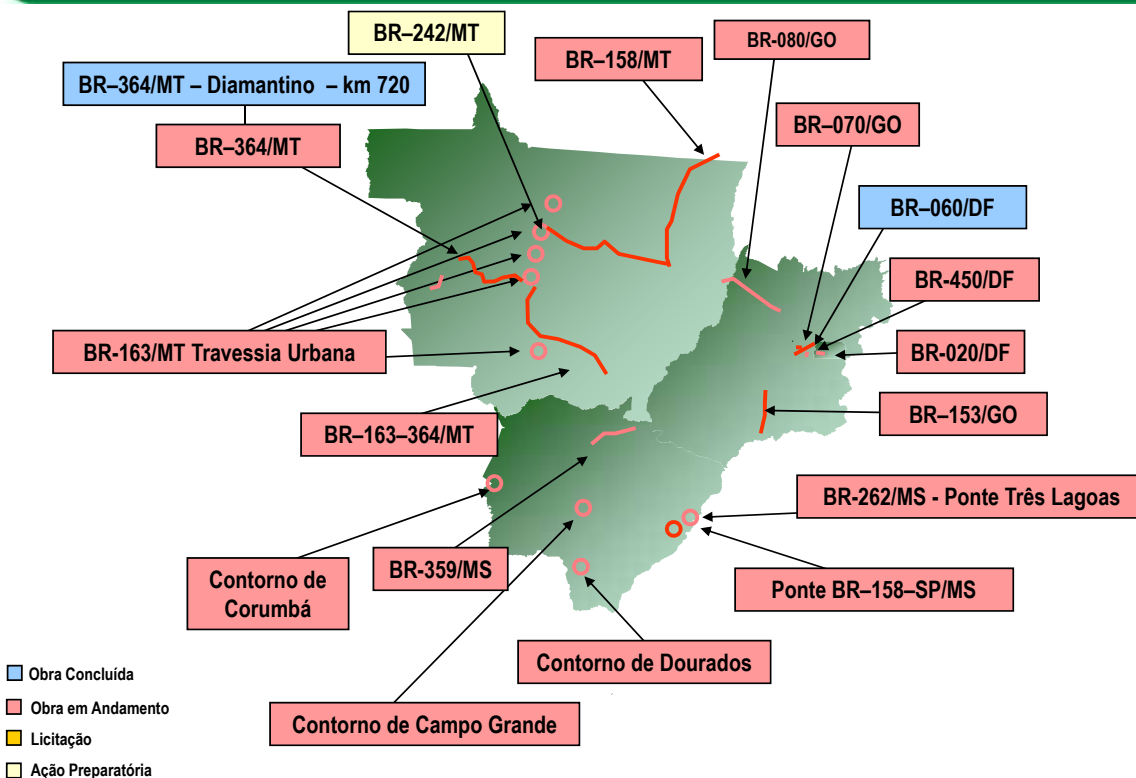 BR–242/MT
BR–158/MT
BR-080/GO
BR–364/MT – Diamantino – km 720
BR–364/MT
BR–070/GO
BR–060/DF
BR-450/DF
BR-163/MT Travessia Urbana
BR-020/DF
BR–163–364/MT
BR–153/GO
BR-262/MS - Ponte Três Lagoas
Contorno de
Corumbá
BR-359/MS
Ponte BR–158–SP/MS
Contorno de Dourados
Contorno de Campo Grande
Obra Concluída
Obra em Andamento
Licitação
Ação Preparatória